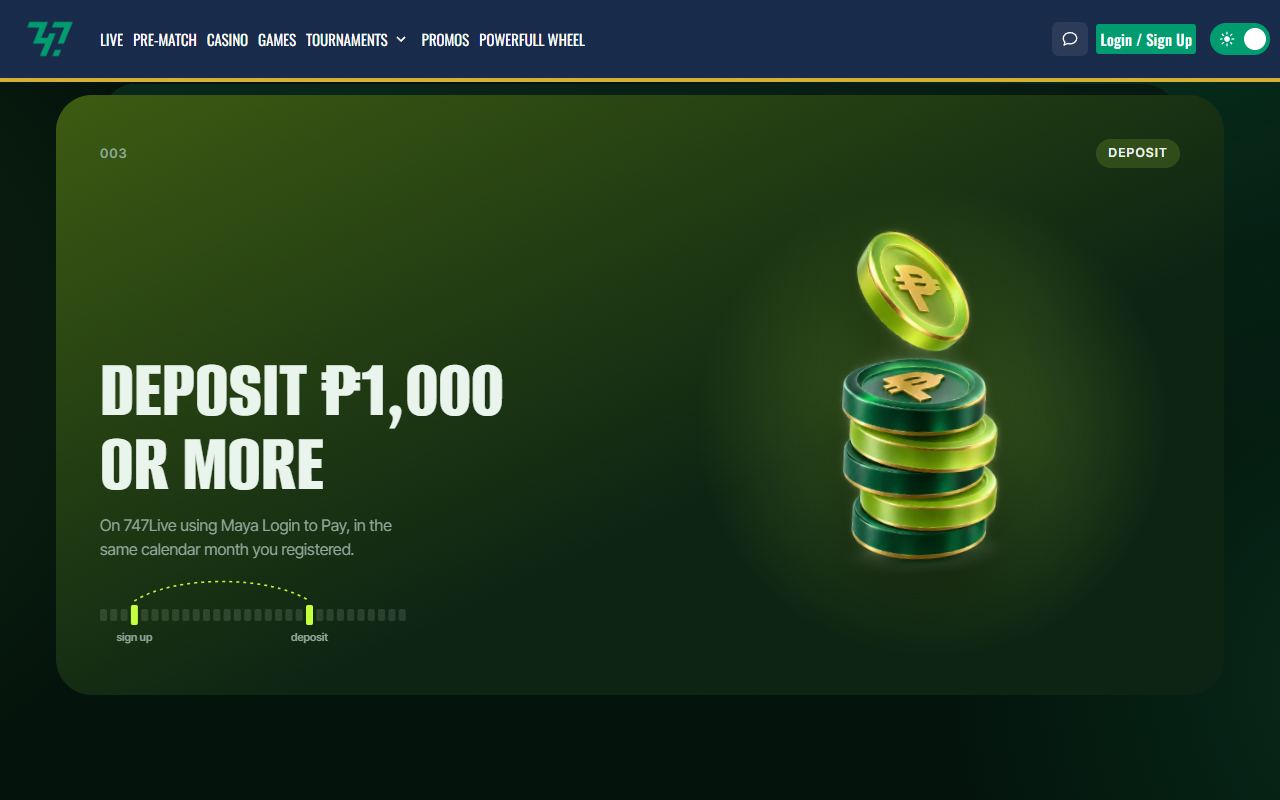 747
LIVE PRE-MATCH CASINO GAMES TOURNAMENTS PROMOS POWERFULL WHEEL
Login / Sign Up
003
DEPOSIT
DEPOSIT ₱1,000
OR MORE
On 747Live using Maya Login to Pay, in the
same calendar month you registered.
sign up
deposit